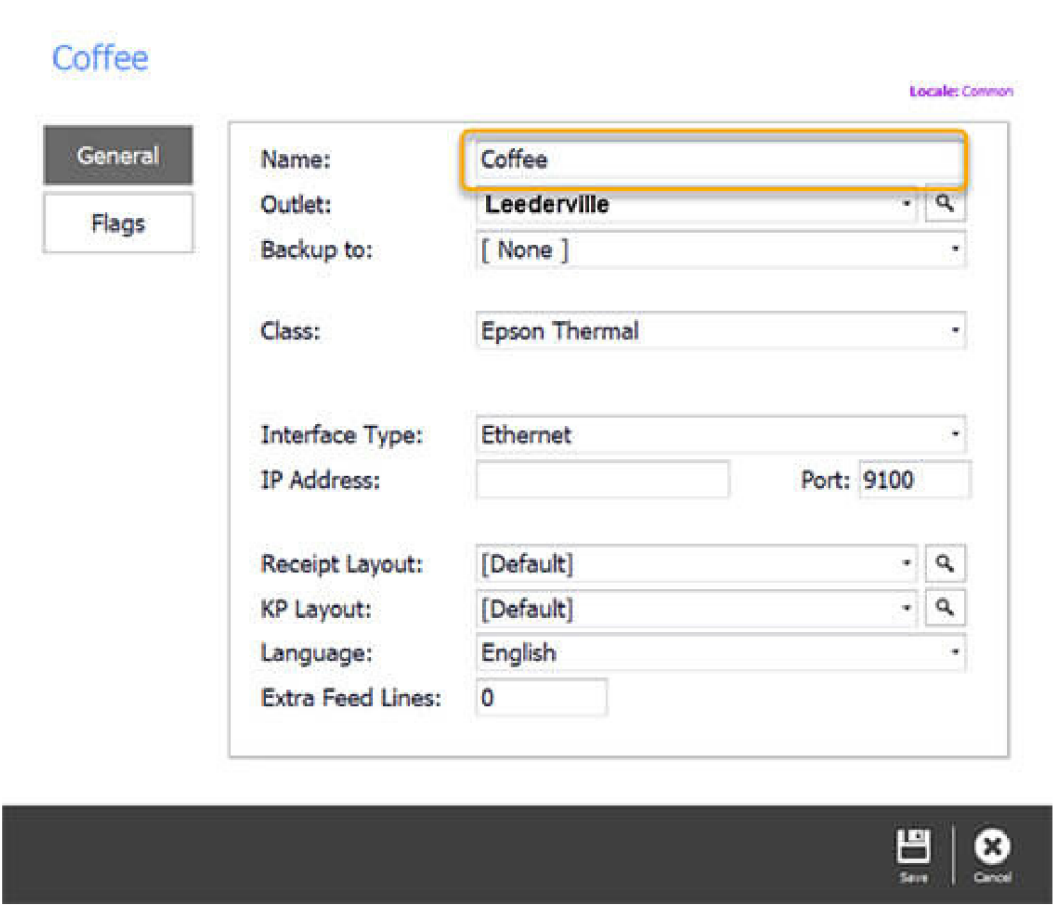 Coffee
Locale: Common
General
Flags
Name: Coffee
Outlet: Leederville
Backup to: [ None ]
Class: Epson Thermal
Interface Type: Ethernet
IP Address: Port: 9100
Receipt Layout: [Default]
KP Layout: [Default]
Language: English
Extra Feed Lines: 0
Save Cancel